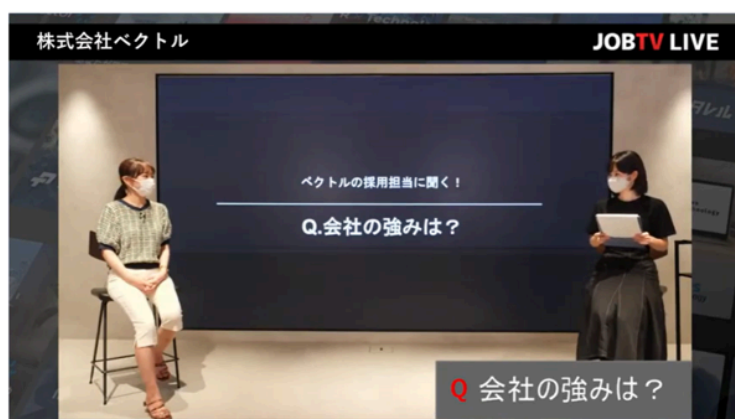 株式会社ベクトル
JOBTV LIVE
ベクトルの採用担当に聞く！
Q.会社の強みは？
Q 会社の強みは？